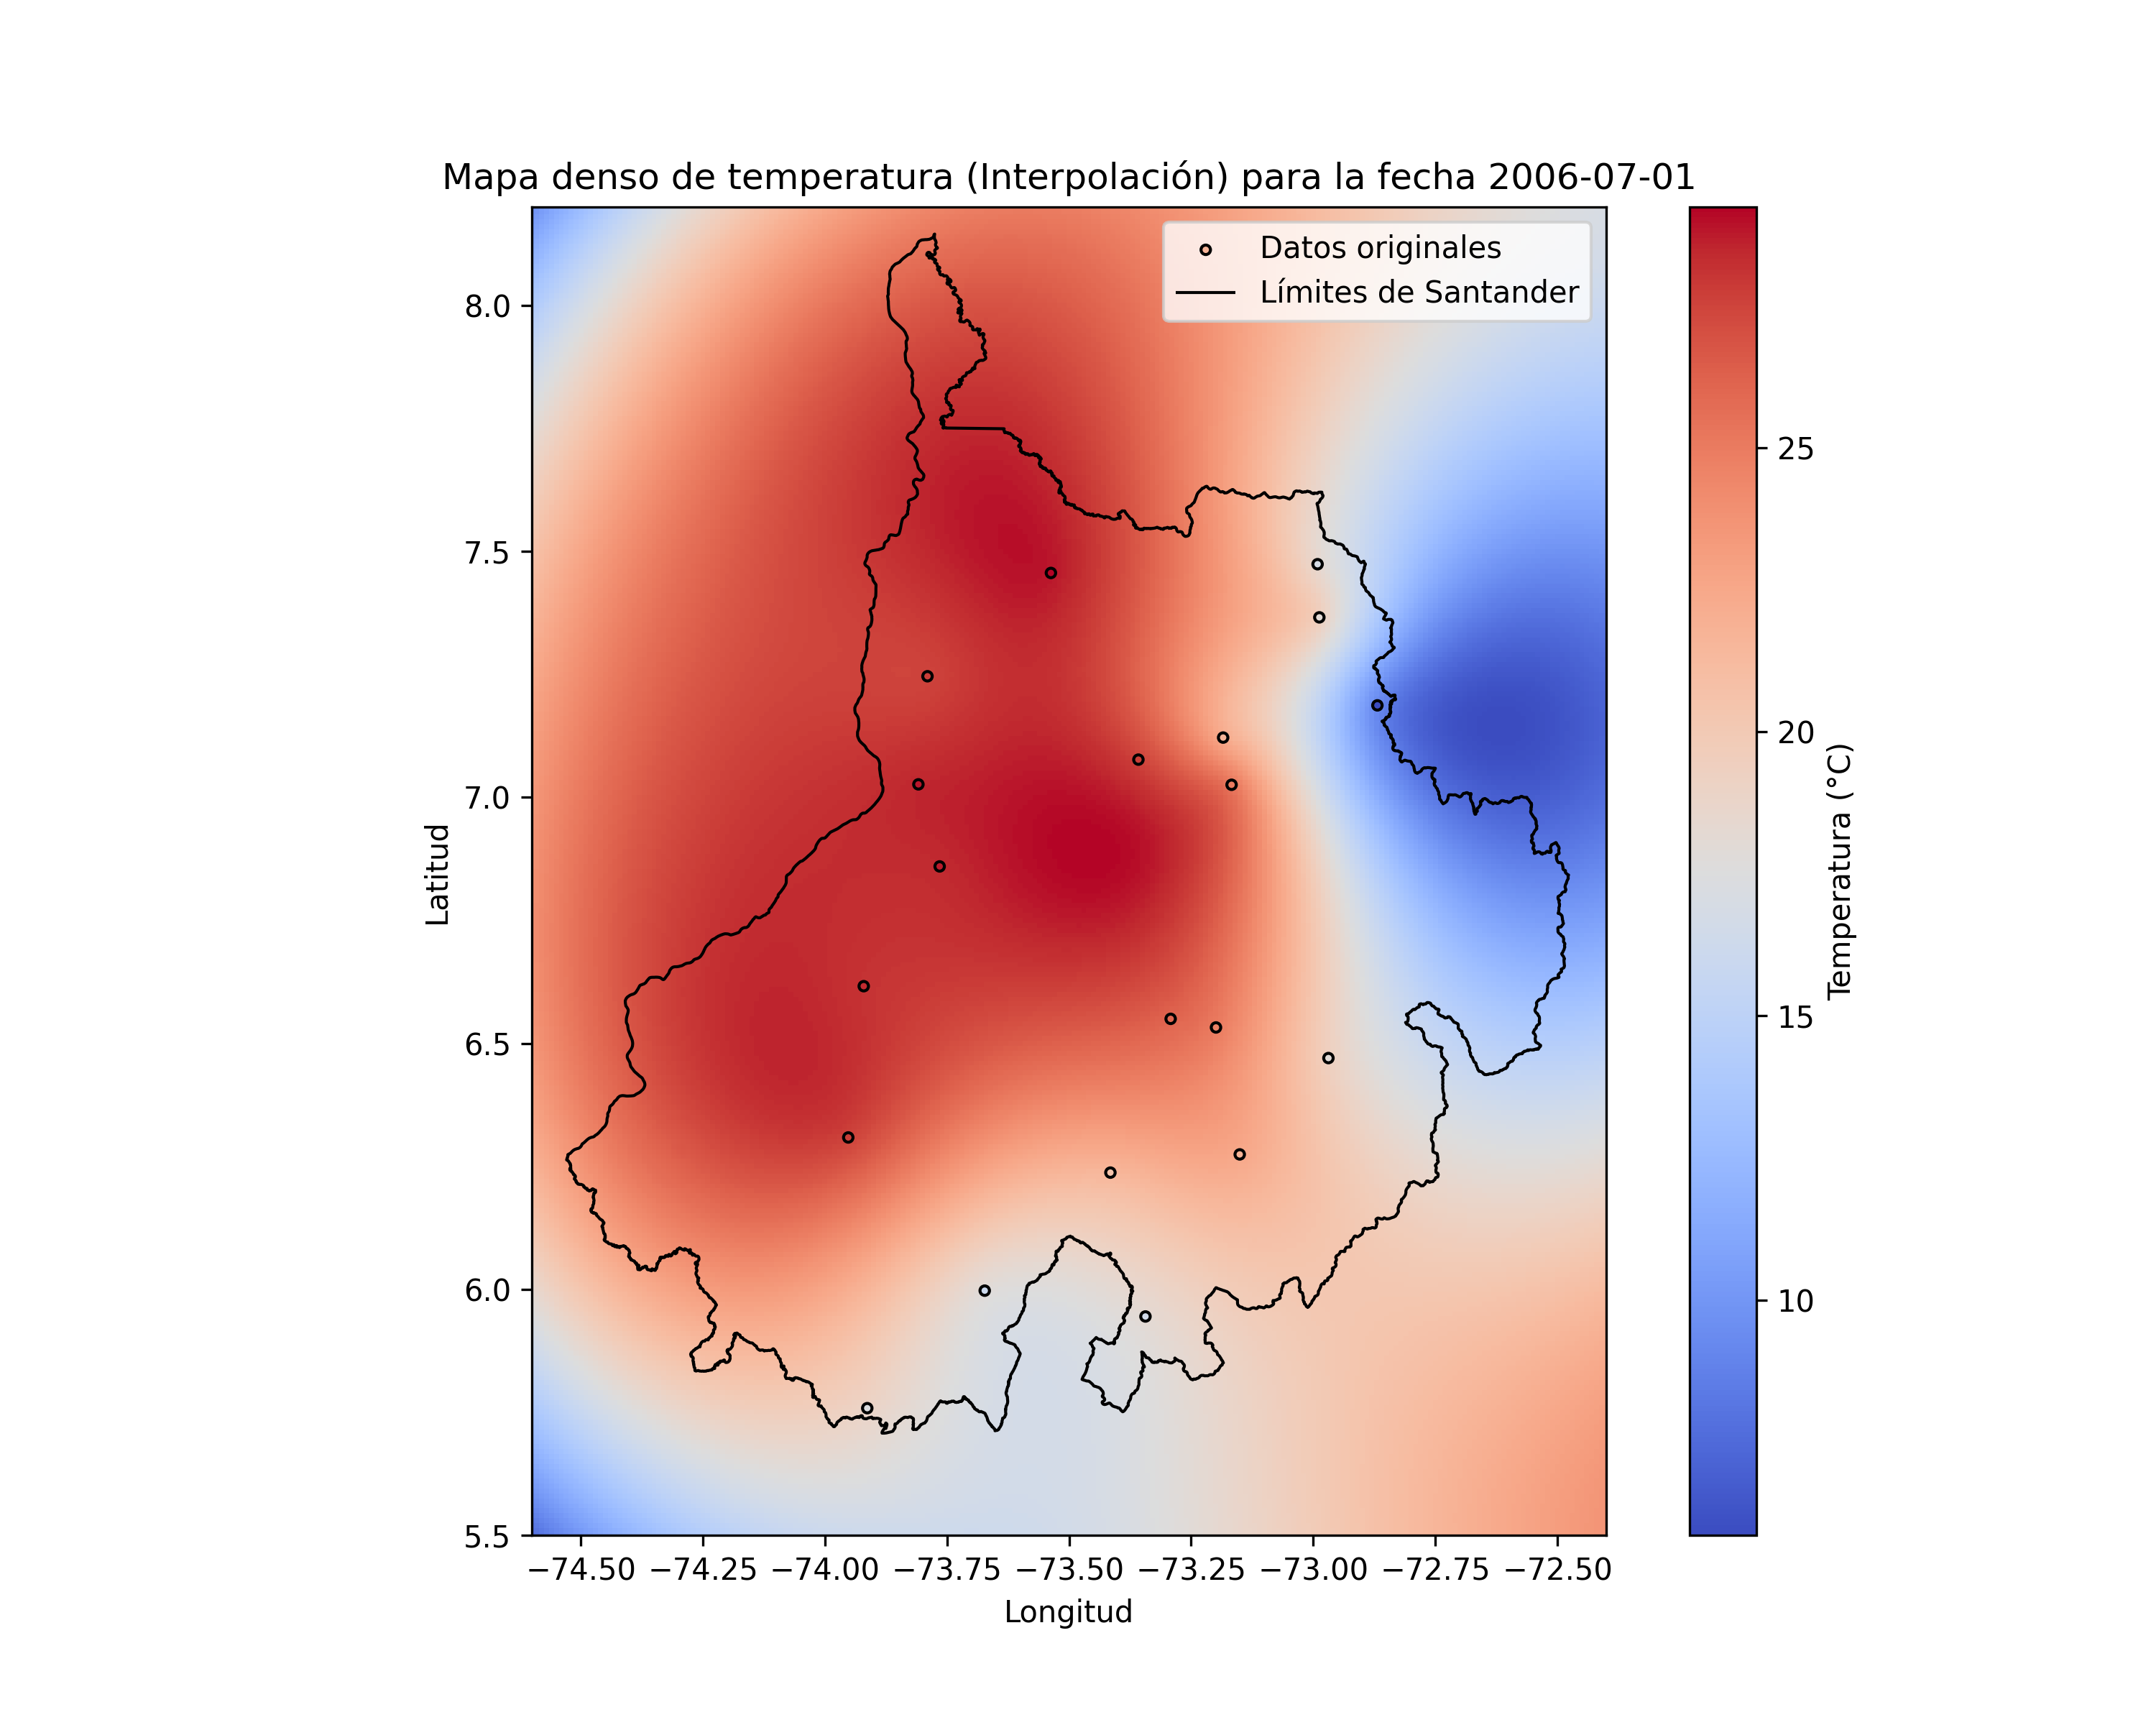 Mapa denso de temperatura (Interpolación) para la fecha 2006-07-01
Datos originales
Límites de Santander
8.0
7.5
7.0
6.5
6.0
5.5
Latitud
−74.50 −74.25 −74.00 −73.75 −73.50 −73.25 −73.00 −72.75 −72.50
Longitud
25
20
15
10
Temperatura (°C)